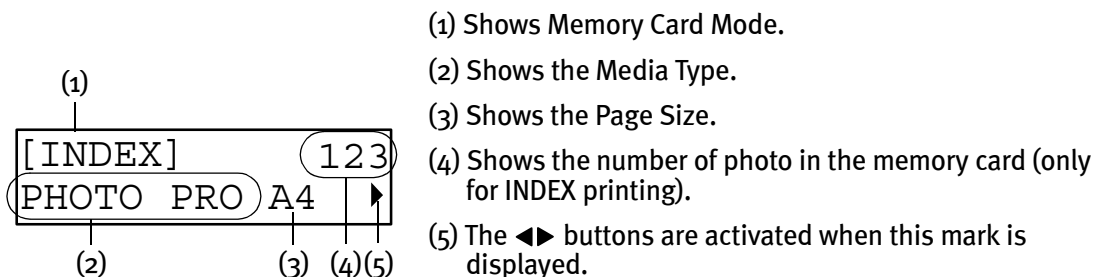 (1) Shows Memory Card Mode.
(2) Shows the Media Type.
(3) Shows the Page Size.
(4) Shows the number of photo in the memory card (only
for INDEX printing).
(5) The ◀▶ buttons are activated when this mark is
displayed.
(1)
[INDEX] 123
PHOTO PRO A4 ▶
(2) (3) (4) (5)